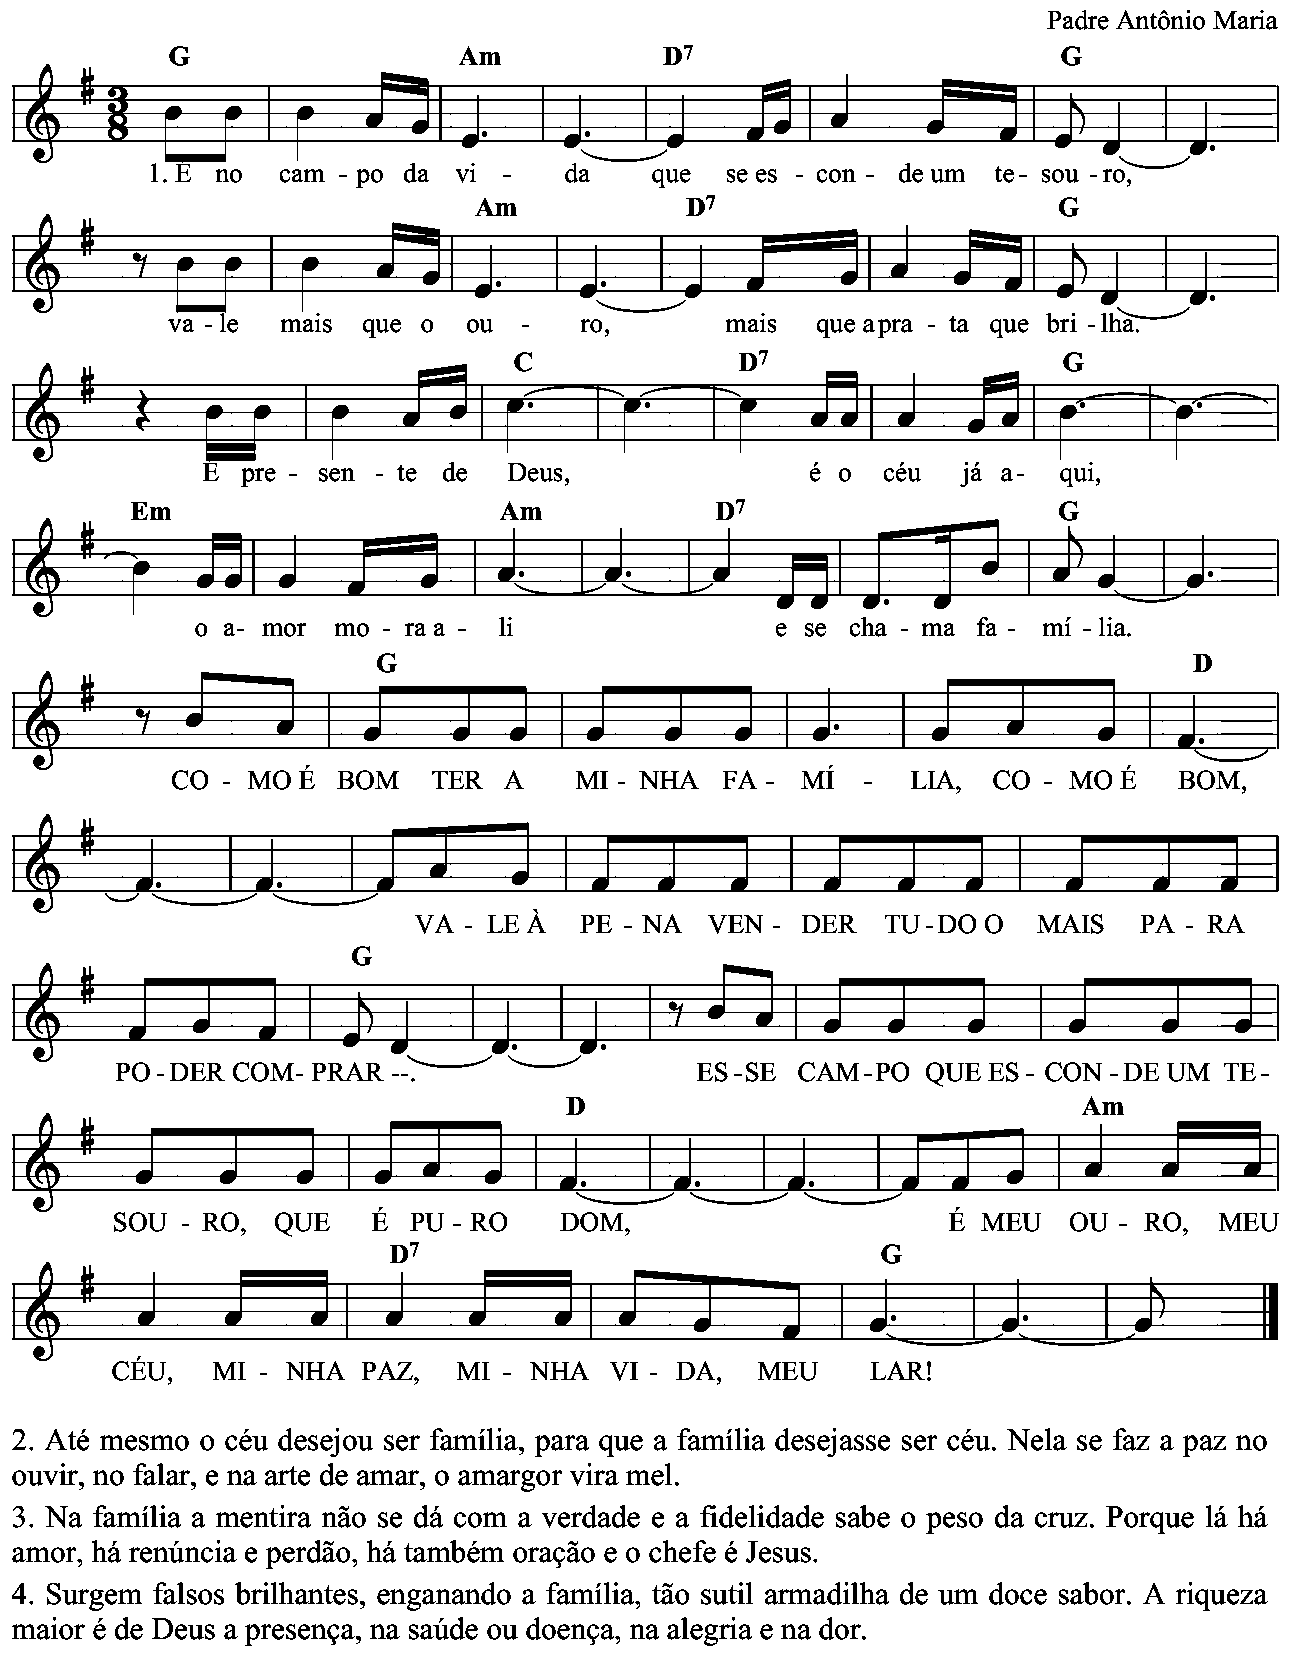 Padre Antônio Maria
G Am D7 G
3
8
1. É no cam - po da vi - da que se es - con - de um te - sou - ro,
Am D7 G
va - le mais que o ou - ro, mais que a pra - ta que bri - lha.
C D7 G
É pre - sen - te de Deus, é o céu já a - qui,
Em Am D7 G
o a - mor mo - ra a - li e se cha - ma fa - mí - lia.
G D
CO - MO É BOM TER A MI - NHA FA - MÍ - LIA, CO - MO É BOM,
VA - LE À PE - NA VEN - DER TU - DO O MAIS PA - RA
G
PO - DER COM - PRAR --. ES - SE CAM - PO QUE ES - CON - DE UM TE -
D Am
SOU - RO, QUE É PU - RO DOM, É MEU OU - RO, MEU
D7 G
CÉU, MI - NHA PAZ, MI - NHA VI - DA, MEU LAR!
2. Até mesmo o céu desejou ser família, para que a família desejasse ser céu. Nela se faz a paz no
ouvir, no falar, e na arte de amar, o amargor vira mel.
3. Na família a mentira não se dá com a verdade e a fidelidade sabe o peso da cruz. Porque lá há
amor, há renúncia e perdão, há também oração e o chefe é Jesus.
4. Surgem falsos brilhantes, enganando a família, tão sutil armadilha de um doce sabor. A riqueza
maior é de Deus a presença, na saúde ou doença, na alegria e na dor.